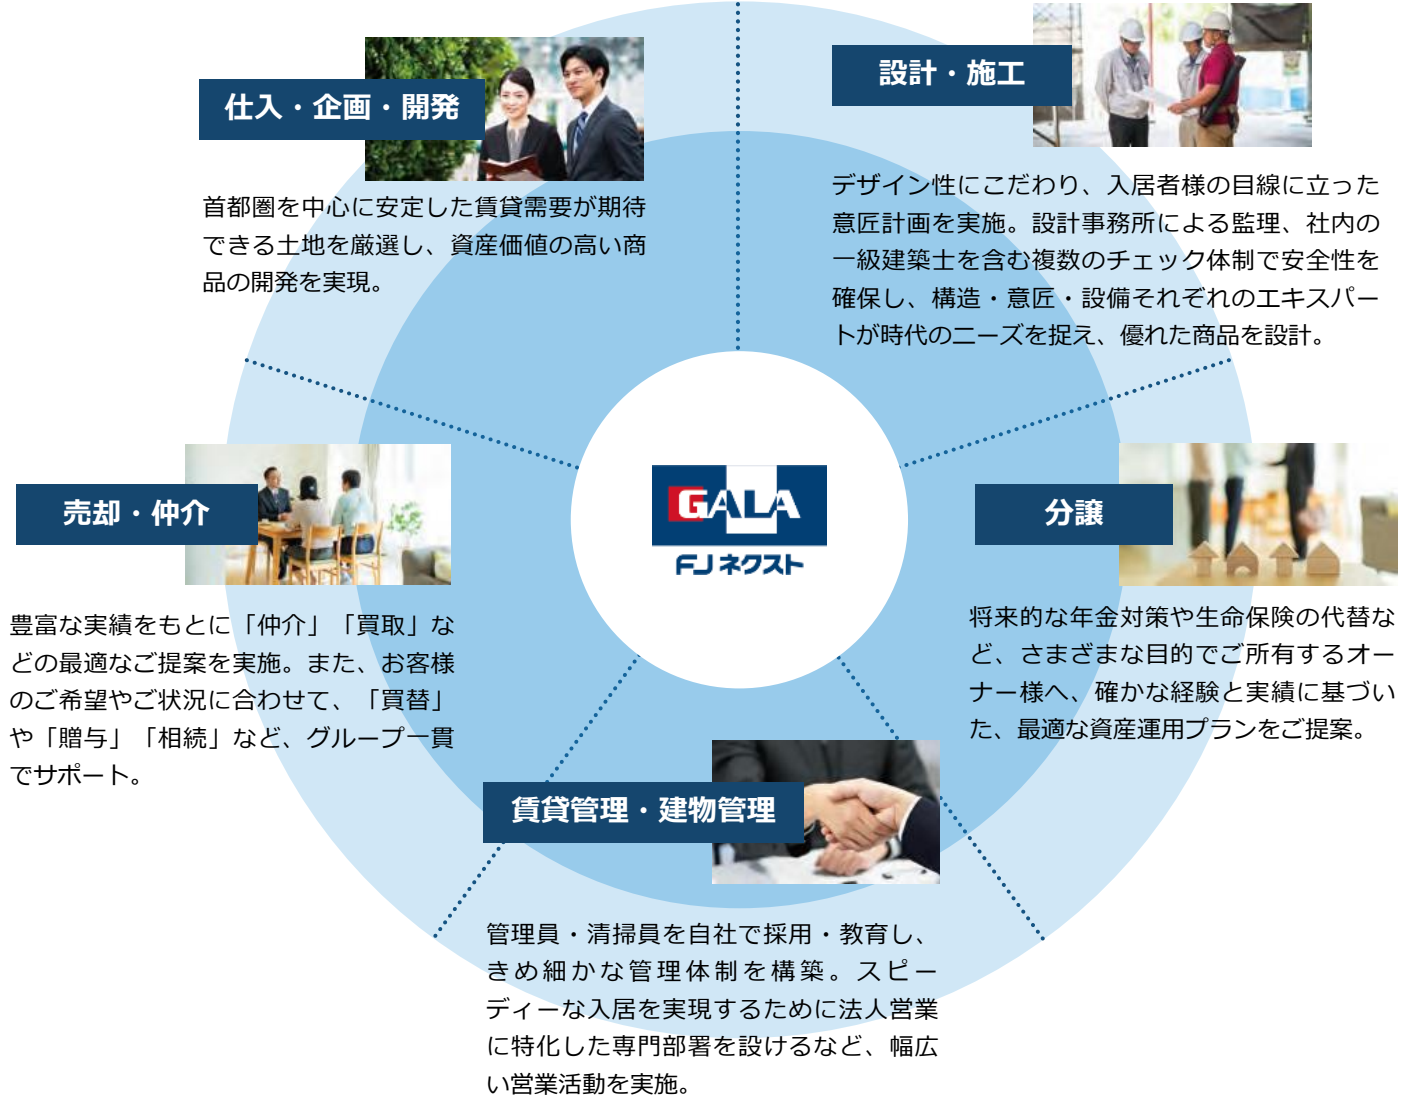 仕入・企画・開発
首都圏を中心に安定した賃貸需要が期待
できる土地を厳選し、資産価値の高い商
品の開発を実現。
設計・施工
デザイン性にこだわり、入居者様の目線に立った
意匠計画を実施。設計事務所による監理、社内の
一級建築士を含む複数のチェック体制で安全性を
確保し、構造・意匠・設備それぞれのエキスパー
トが時代のニーズを捉え、優れた商品を設計。
GALA
FJネクスト
売却・仲介
豊富な実績をもとに「仲介」「買取」な
どの最適なご提案を実施。また、お客様
のご希望やご状況に合わせて、「買替」
や「贈与」「相続」など、グループ一貫
でサポート。
分譲
将来的な年金対策や生命保険の代替な
ど、さまざまな目的でご所有するオー
ナー様へ、確かな経験と実績に基づい
た、最適な資産運用プランをご提案。
賃貸管理・建物管理
管理員・清掃員を自社で採用・教育し、
きめ細かな管理体制を構築。スピー
ディーな入居を実現するために法人営業
に特化した専門部署を設けるなど、幅広
い営業活動を実施。